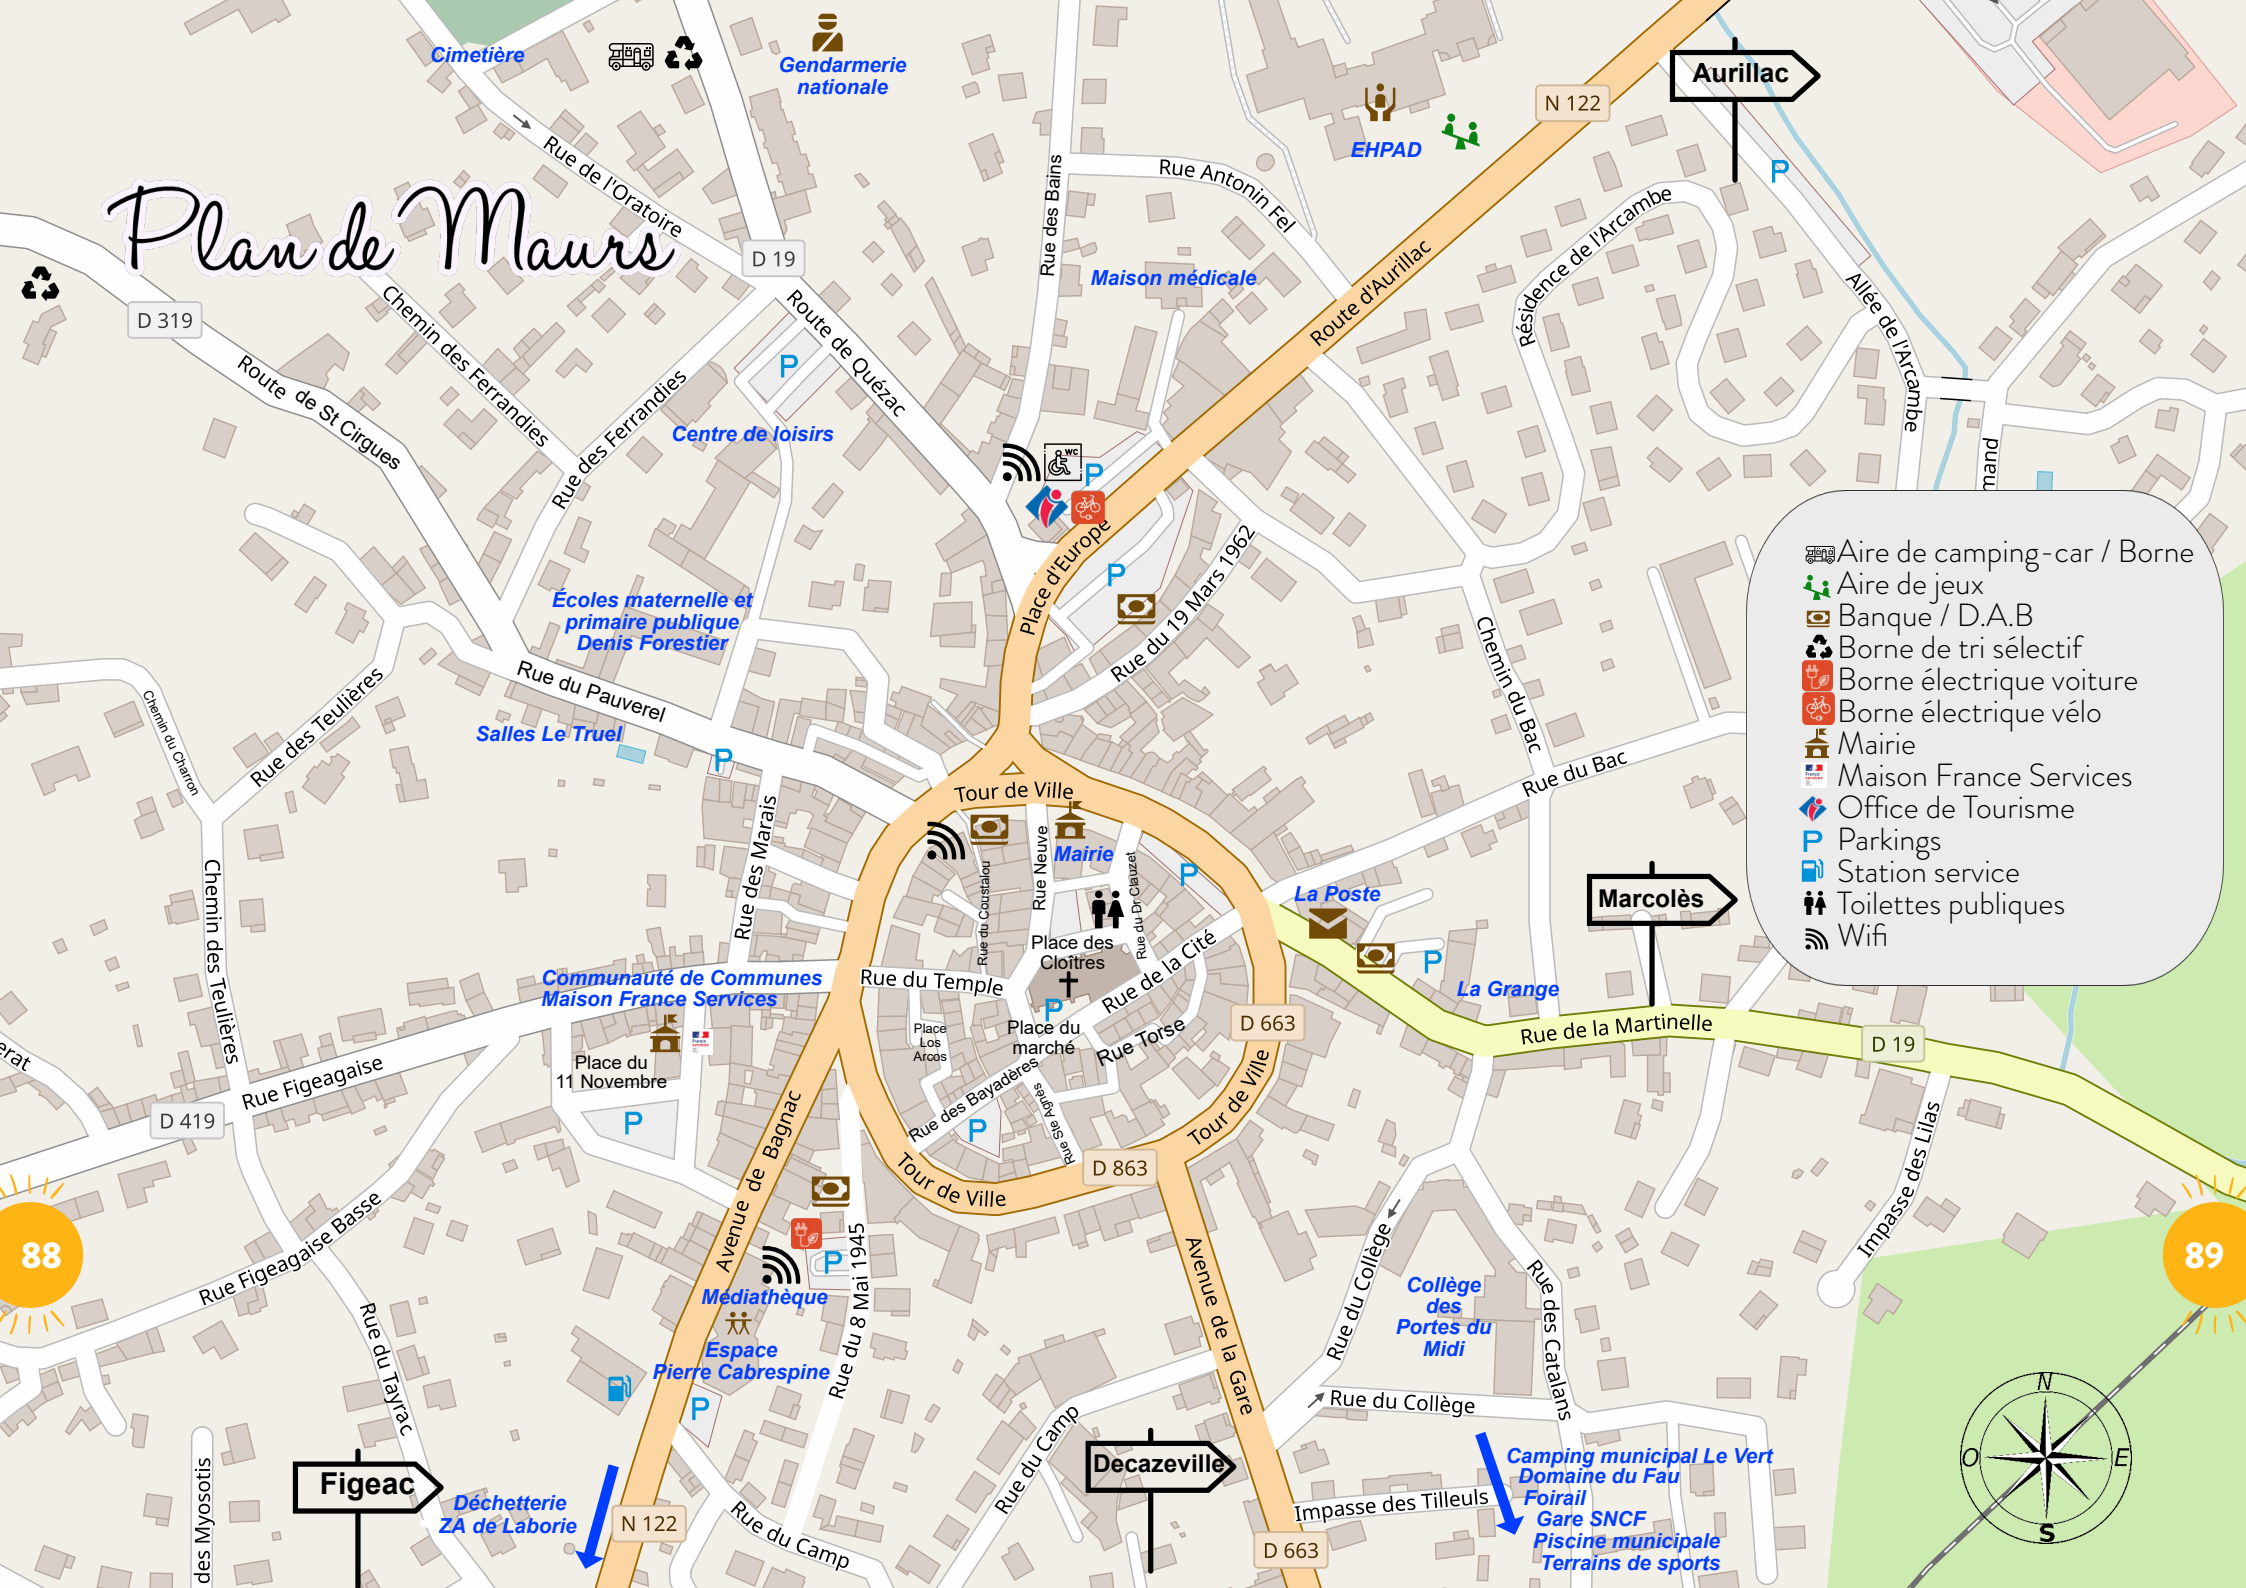 Plan de Maurs
Cimetière
Gendarmerie
nationale
EHPAD
N 122
Aurillac
P
Rue de l'Oratoire
Rue des Bains
Rue Antonin Fel
Résidence de l'Arcambe
Allée de l'Arcambe
D 19
D 319
Maison médicale
Route d'Aurillac
Chemin des Ferrandies
Route de Quézac
Route de St Cirgues
P
Rue des Ferrandies
Centre de loisirs
WC
P
mand
Place d'Europe
P
Rue du 19 Mars 1962
Écoles maternelle et
primaire publique
Denis Forestier
Chemin du Bac
Rue du Pauverel
Salles Le Truel
P
Rue des Teulières
Chemin du Charron
Rue du Bac
Aire de camping-car / Borne
Aire de jeux
Banque / D.A.B
Borne de tri sélectif
Borne électrique voiture
Borne électrique vélo
Mairie
Maison France Services
Office de Tourisme
P Parkings
Station service
Toilettes publiques
Wifi
Tour de Ville
Mairie
Rue des Marais
Rue du Coustalou
Rue Neuve
Rue du Dr Clauzet
P
La Poste
Marcolès
Chemin des Teulières
Place des
Cloîtres
Rue de la Cité
P
La Grange
Communauté de Communes
Maison France Services
Rue du Temple
P
Place du
marché
Place
Los
Arcos
Rue Torse
D 663
Rue de la Martinelle
D 19
Place du
11 Novembre
P
erat
Rue Figeagaise
D 419
Rue des Bayadères
Rue Ste Agnès
P
Tour de Ville
Tour de Ville
D 863
Avenue de Bagnac
Impasse des Lilas
88
89
Rue Figeagaise Basse
P
Rue du 8 Mai 1945
Médiathèque
Espace
Pierre Cabrespine
P
Avenue de la Gare
Rue du Collège
Collège
des
Portes du
Midi
Rue des Catalans
Rue du Tayrac
Rue du Collège
Rue du Camp
Figeac
Decazeville
des Myosotis
Déchetterie
ZA de Laborie
N 122
Rue du Camp
Impasse des Tilleuls
D 663
Camping municipal Le Vert
Domaine du Fau
Foirail
Gare SNCF
Piscine municipale
Terrains de sports
N
O
E
S